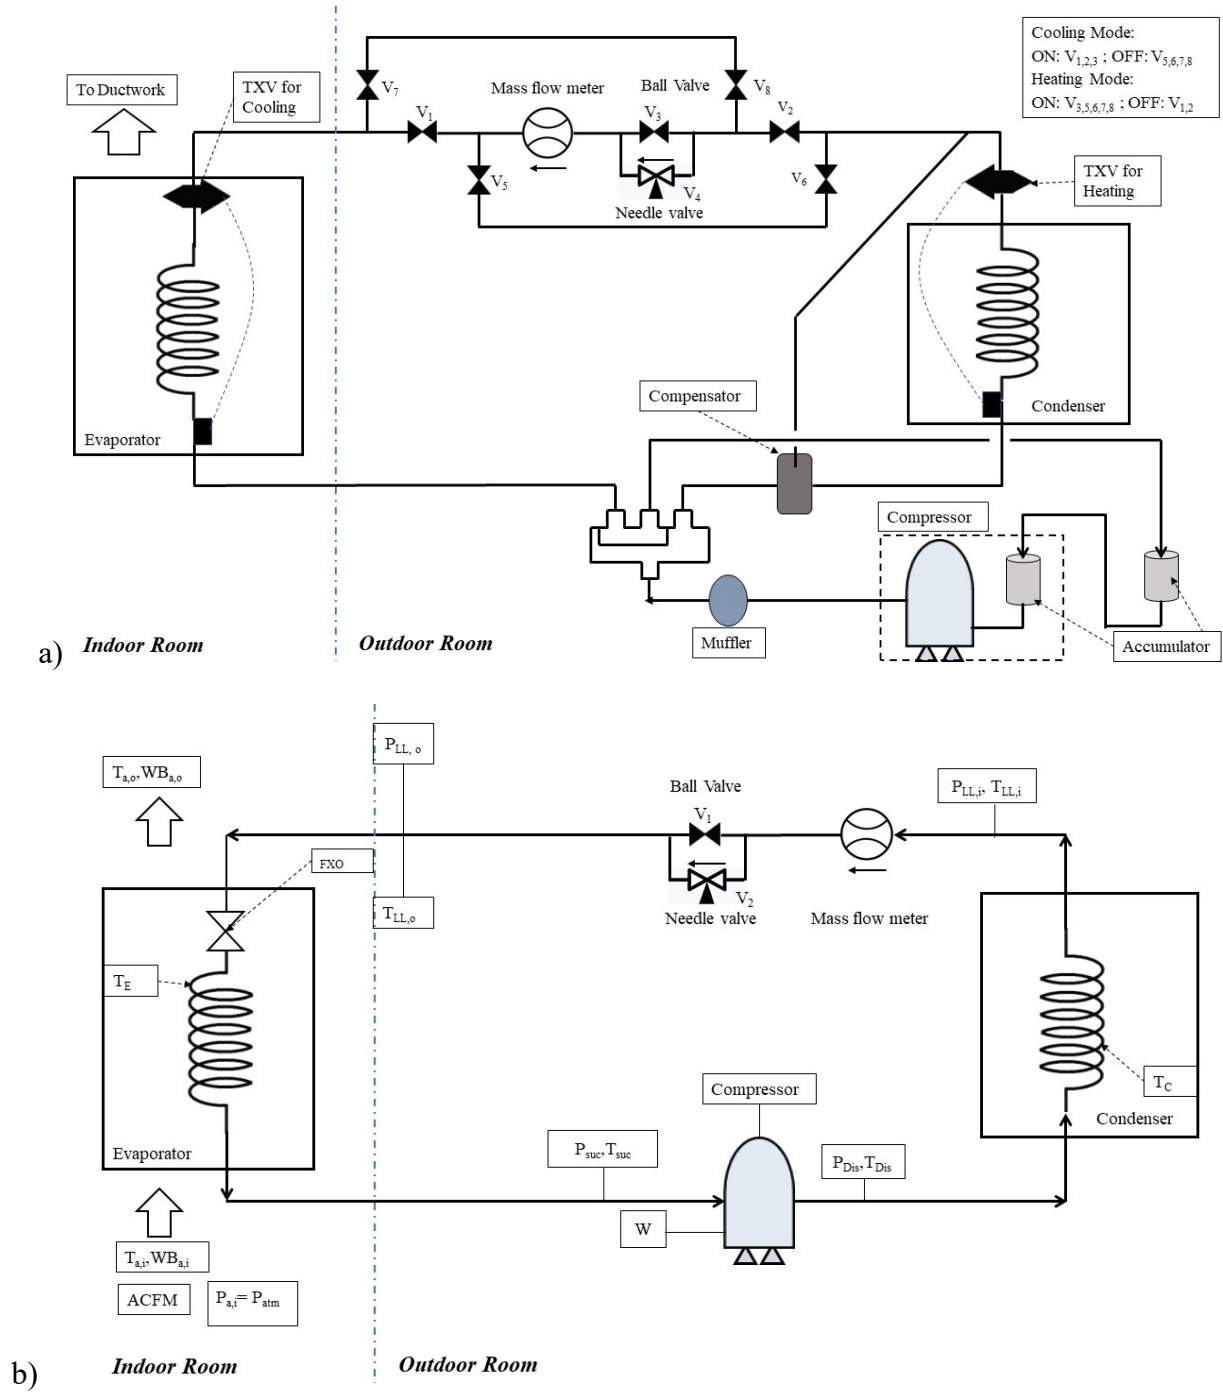 Cooling Mode:
ON: V1,2,3 ; OFF: V5,6,7,8
Heating Mode:
ON: V3,5,6,7,8 ; OFF: V1,2
To Ductwork
TXV for
Cooling
V7
V1
Mass flow meter
Ball Valve
V3
V8
V2
V5
V4
Needle valve
V6
TXV for
Heating
Evaporator
Compensator
Condenser
Compressor
Muffler
Accumulator
a)
Indoor Room
Outdoor Room
PLL, o
Ta,o,WBa,o
Ball Valve
V1
PLL,i, TLL,i
FXO
V2
TLL,o
Needle valve
Mass flow meter
TE
TC
Compressor
Condenser
Evaporator
Psuc,Tsuc
PDis,TDis
W
Ta,i,WBa,i
ACFM
Pa,i= Patm
b)
Indoor Room
Outdoor Room